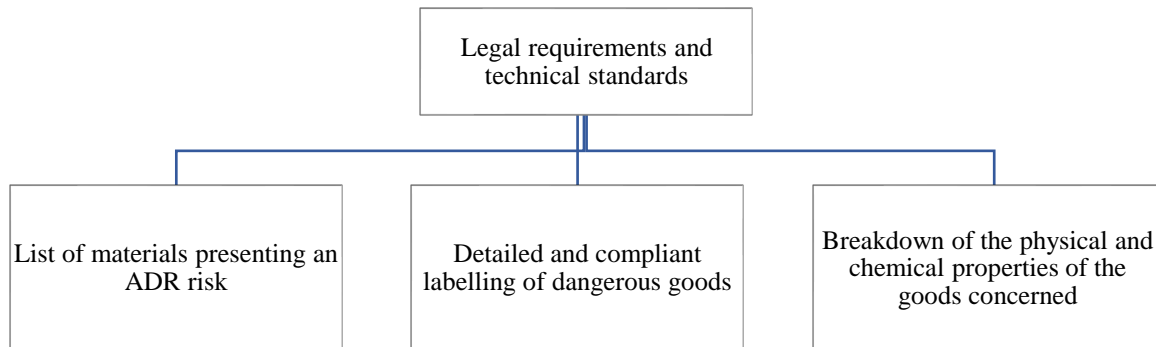 Legal requirements and
technical standards
List of materials presenting an
ADR risk
Detailed and compliant
labelling of dangerous goods
Breakdown of the physical and
chemical properties of the
goods concerned